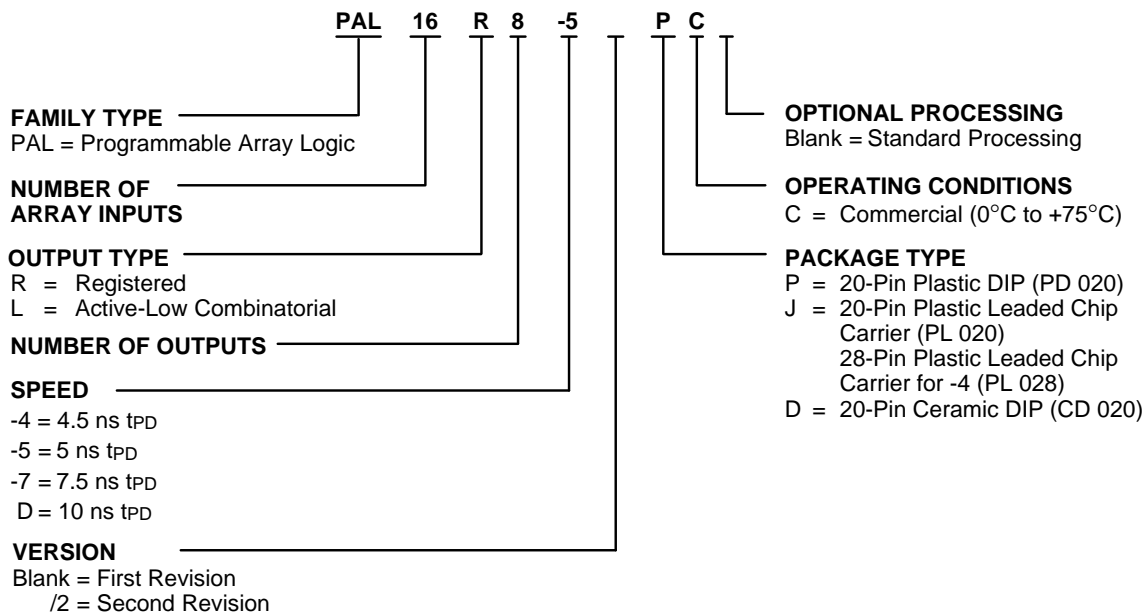 PAL 16 R 8 -5 P C
FAMILY TYPE
PAL = Programmable Array Logic
NUMBER OF
ARRAY INPUTS
OUTPUT TYPE
R = Registered
L = Active-Low Combinatorial
NUMBER OF OUTPUTS
SPEED
-4 = 4.5 ns tPD
-5 = 5 ns tPD
-7 = 7.5 ns tPD
D = 10 ns tPD
VERSION
Blank = First Revision
/2 = Second Revision
OPTIONAL PROCESSING
Blank = Standard Processing
OPERATING CONDITIONS
C = Commercial (0°C to +75°C)
PACKAGE TYPE
P = 20-Pin Plastic DIP (PD 020)
J = 20-Pin Plastic Leaded Chip
Carrier (PL 020)
28-Pin Plastic Leaded Chip
Carrier for -4 (PL 028)
D = 20-Pin Ceramic DIP (CD 020)